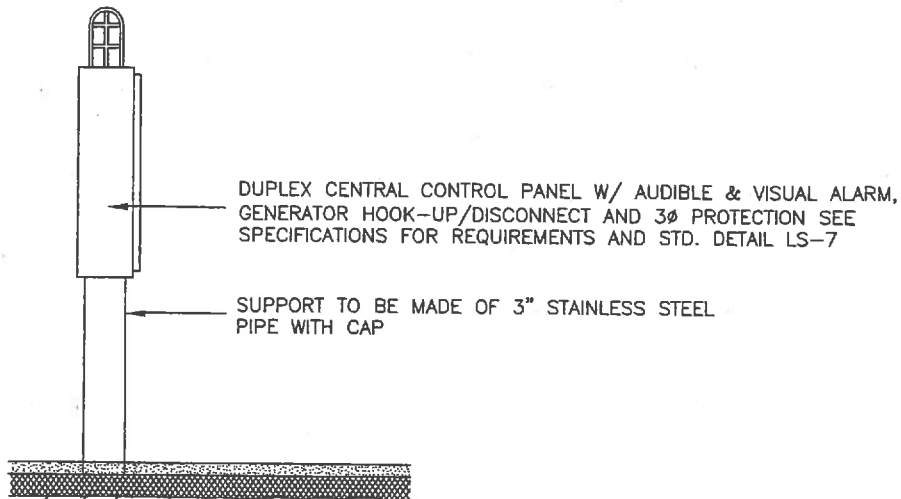 DUPLEX CENTRAL CONTROL PANEL W/ AUDIBLE & VISUAL ALARM,
GENERATOR HOOK-UP/DISCONNECT AND 3Ø PROTECTION SEE
SPECIFICATIONS FOR REQUIREMENTS AND STD. DETAIL LS-7
SUPPORT TO BE MADE OF 3" STAINLESS STEEL
PIPE WITH CAP